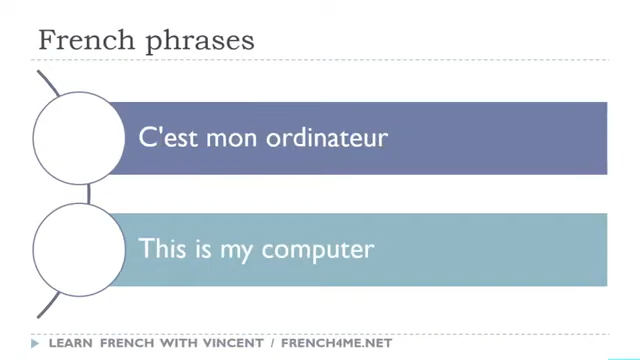 French phrases
C'est mon ordinateur
This is my computer
LEARN FRENCH WITH VINCENT / FRENCH4ME.NET